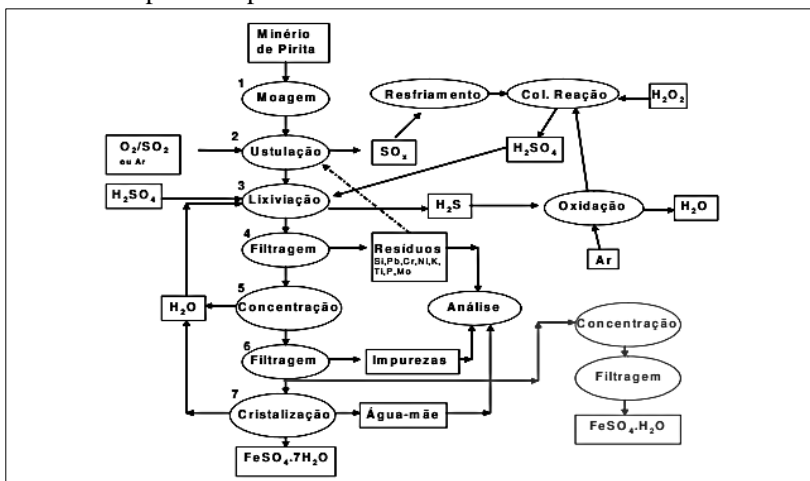 Minério
de Pirita
1
Moagem
Resfriamento
Col. Reação
H₂O₂
O₂/SO₂
ou Ar
2
Ustulação
SOₓ
H₂SO₄
H₂SO₄
3
Lixiviação
H₂S
Oxidação
H₂O
4
Filtragem
Resíduos
Si,Pb,Cr,Ni,K,
Ti,P,Mo
Ar
5
H₂O
Concentração
Análise
Concentração
6
Filtragem
Impurezas
Filtragem
7
Cristalização
Água-mãe
FeSO₄.H₂O
FeSO₄.7H₂O